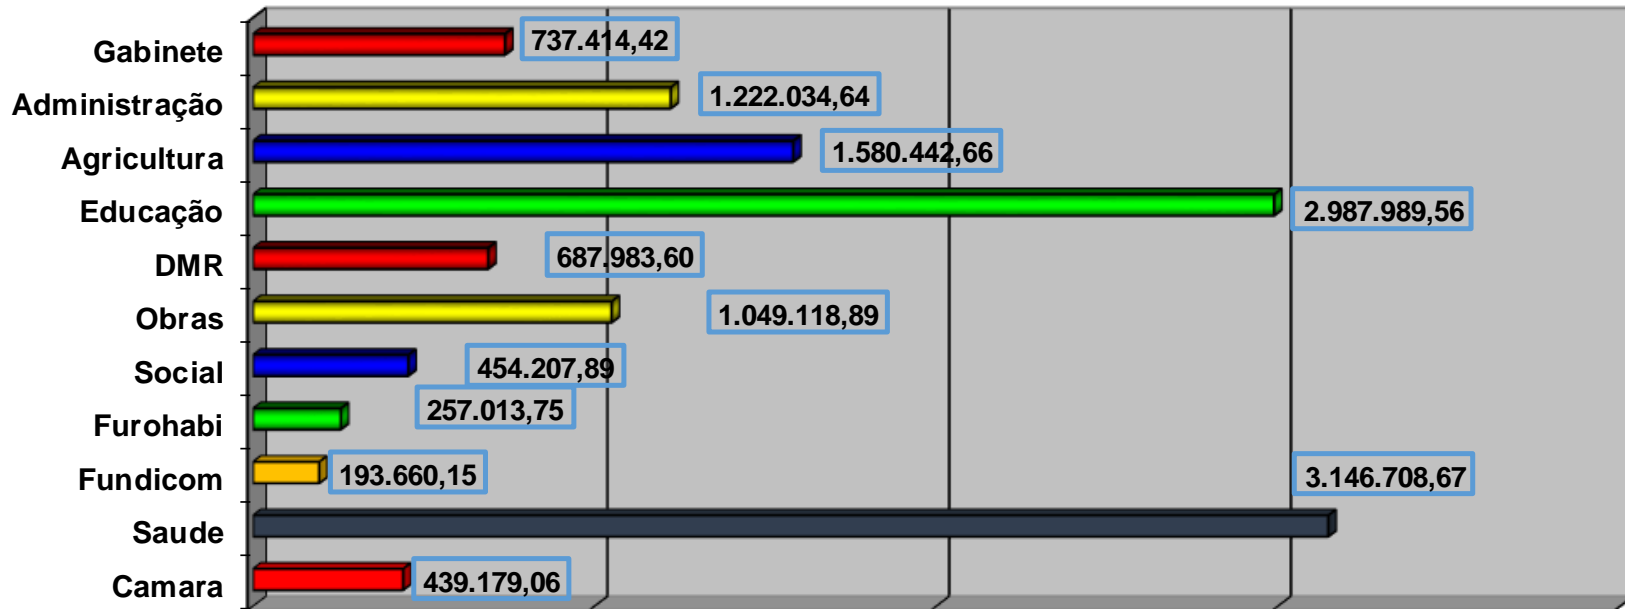 Gabinete 737.414,42
Administração 1.222.034,64
Agricultura 1.580.442,66
Educação 2.987.989,56
DMR 687.983,60
Obras 1.049.118,89
Social 454.207,89
Furohabi 257.013,75
Fundicom 193.660,15
Saude 3.146.708,67
Camara 439.179,06